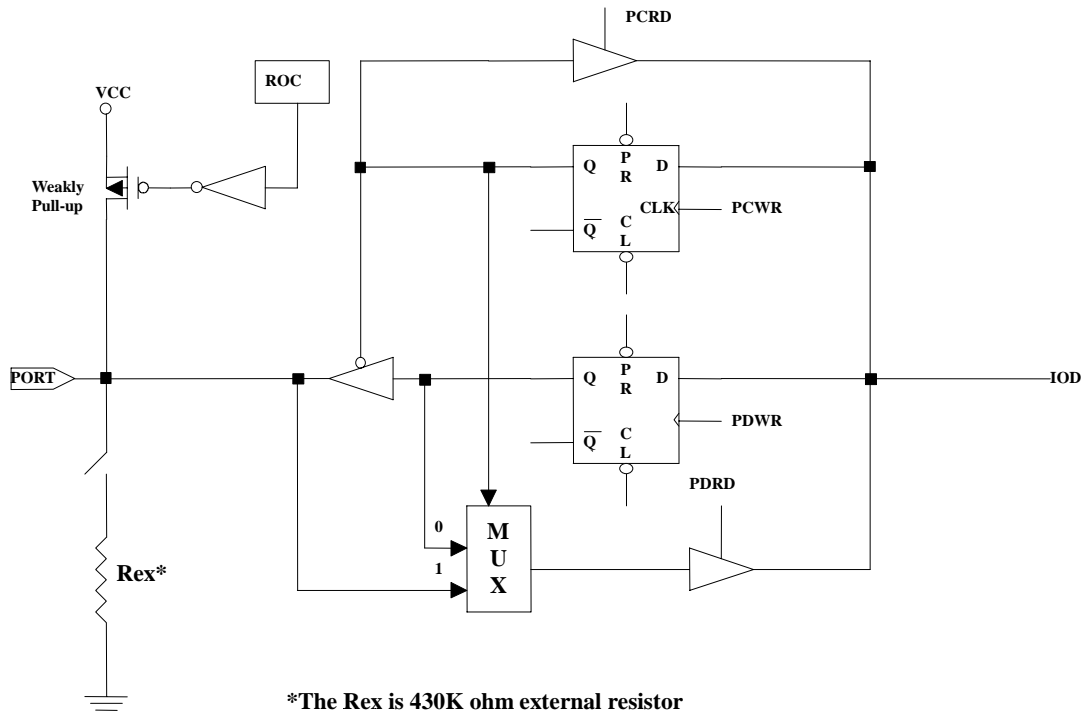 PCRD
ROC
VCC
Weakly
Pull-up
Q
P
R
D
CLK
PCWR
Q
C
L
PORT
Q
P
R
D
IOD
PDWR
Q
C
L
PDRD
0
1
M
U
X
Rex*
*The Rex is 430K ohm external resistor